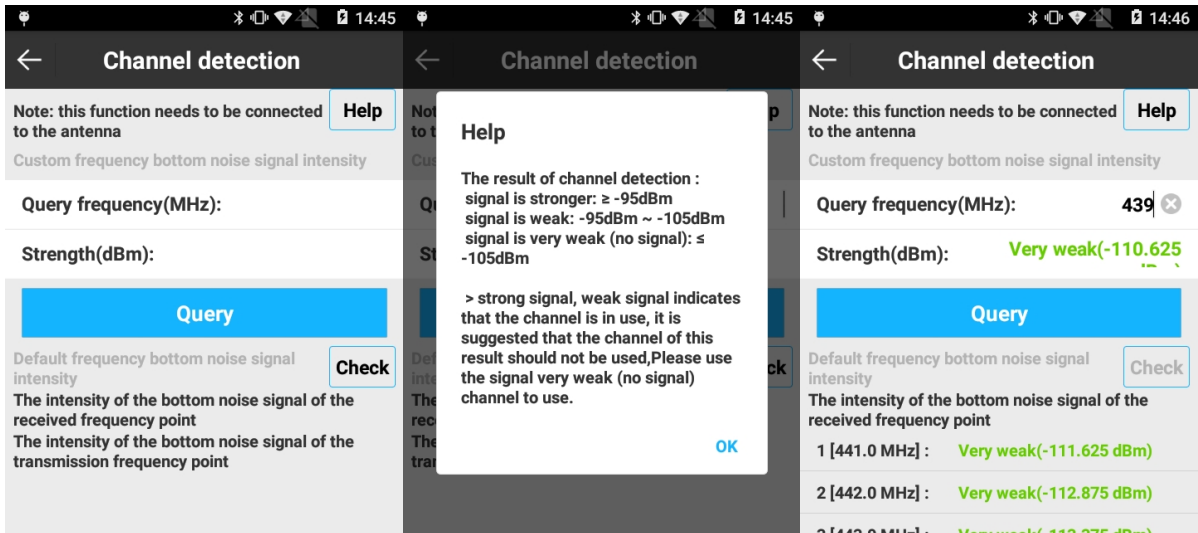 14:45
Channel detection
Note: this function needs to be connected
to the antenna
Help
Custom frequency bottom noise signal intensity
Query frequency(MHz):
Strength(dBm):
Query
Default frequency bottom noise signal
intensity
Check
The intensity of the bottom noise signal of the
received frequency point
The intensity of the bottom noise signal of the
transmission frequency point
14:45
Channel detection
Help
The result of channel detection :
signal is stronger: ≥ -95dBm
signal is weak: -95dBm ~ -105dBm
signal is very weak (no signal): ≤
-105dBm
> strong signal, weak signal indicates
that the channel is in use, it is
suggested that the channel of this
result should not be used,Please use
the signal very weak (no signal)
channel to use.
OK
14:46
Channel detection
Note: this function needs to be connected
to the antenna
Help
Custom frequency bottom noise signal intensity
Query frequency(MHz): 439
Strength(dBm): Very weak(-110.625
Query
Default frequency bottom noise signal
intensity
Check
The intensity of the bottom noise signal of the
received frequency point
1 [441.0 MHz] : Very weak(-111.625 dBm)
2 [442.0 MHz] : Very weak(-112.875 dBm)